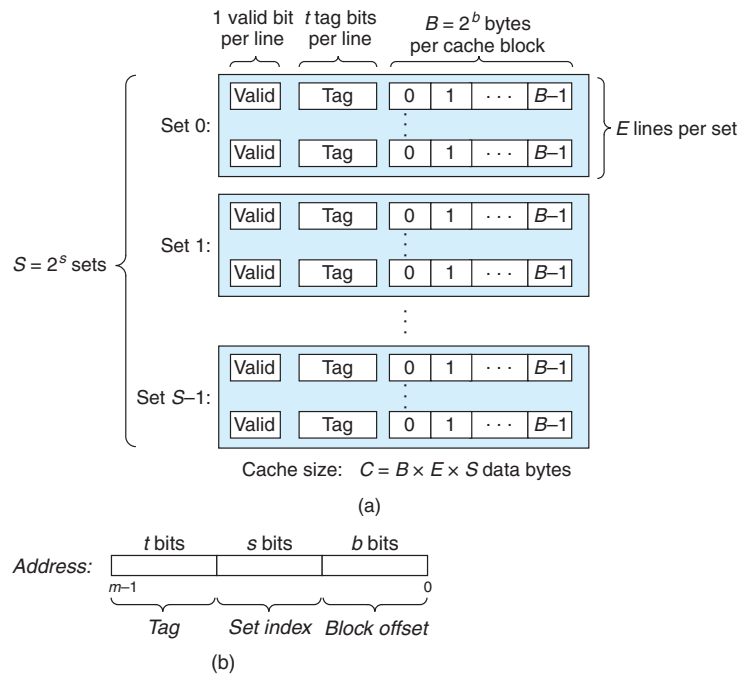 1 valid bit per line
t tag bits per line
B = 2^b bytes per cache block
Set 0:
Valid Tag 0 1 · · · B–1
Valid Tag 0 1 · · · B–1
E lines per set
Set 1:
Valid Tag 0 1 · · · B–1
Valid Tag 0 1 · · · B–1
S = 2^s sets
Set S–1:
Valid Tag 0 1 · · · B–1
Valid Tag 0 1 · · · B–1
Cache size: C = B × E × S data bytes
(a)
t bits s bits b bits
Address:
m–1 0
Tag Set index Block offset
(b)